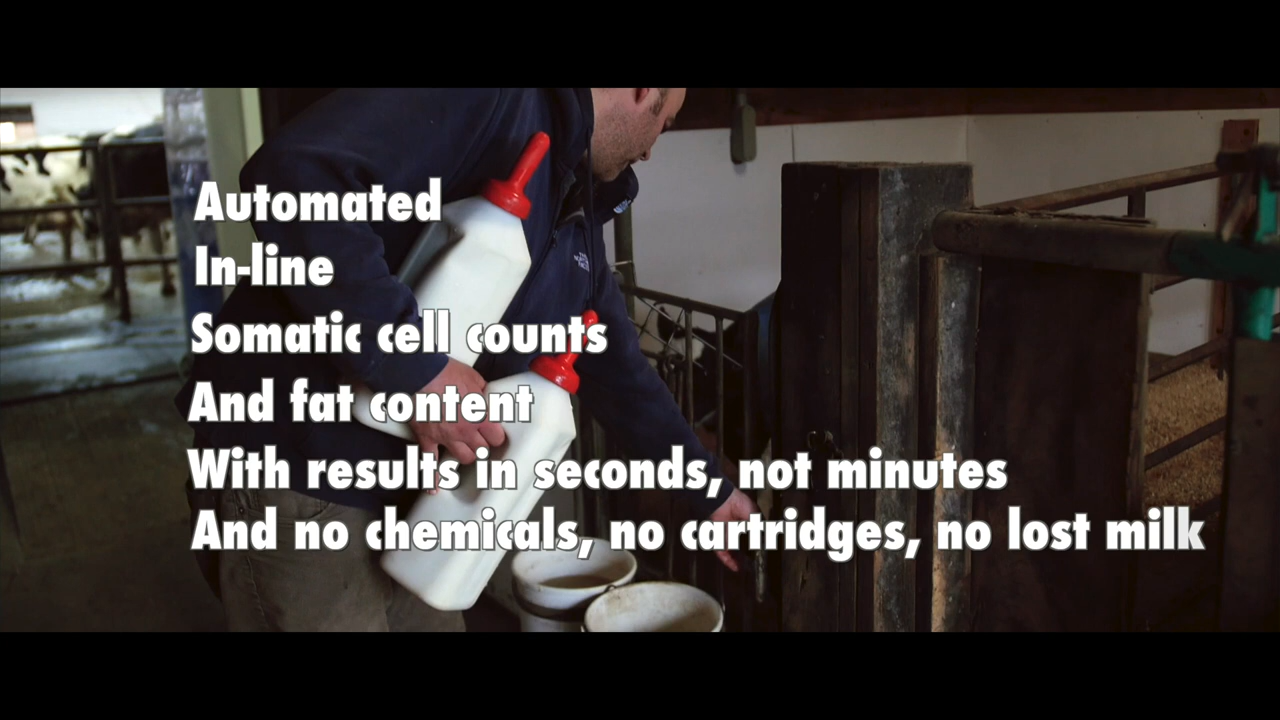 Automated
In-line
Somatic cell counts
And fat content
With results in seconds, not minutes
And no chemicals, no cartridges, no lost milk